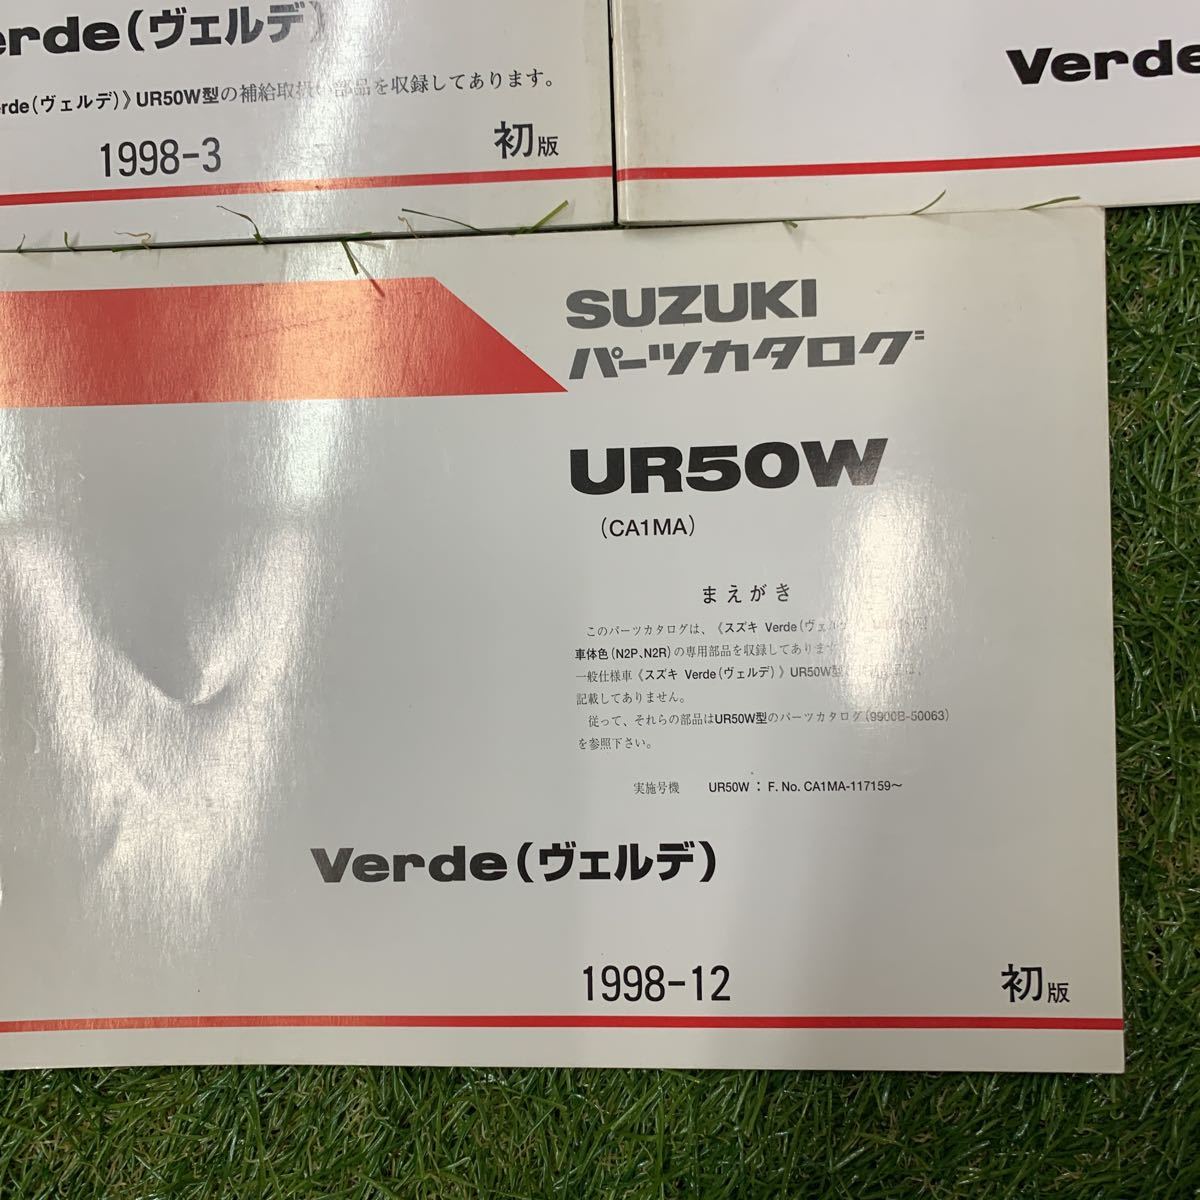 erde(ヴェルデ)
rde(ヴェルデ)》UR50W型の補給取扱い部品を収録してあります。
1998-3 初版
Verde
SUZUKI
パーツカタログ
UR50W
(CA1MA)
まえがき
このパーツカタログは、《スズキ Verde(ヴェル
車体色(N2P、N2R)の専用部品を収録してありま
一般仕様車《スズキ Verde(ヴェルデ)》UR50W型
記載してありません。
従って、それらの部品はUR50W型のパーツカタログ(9900B-50063)
を参照下さい。
実施号機 UR50W : F. No. CA1MA-117159〜
Verde(ヴェルデ)
1998-12 初版